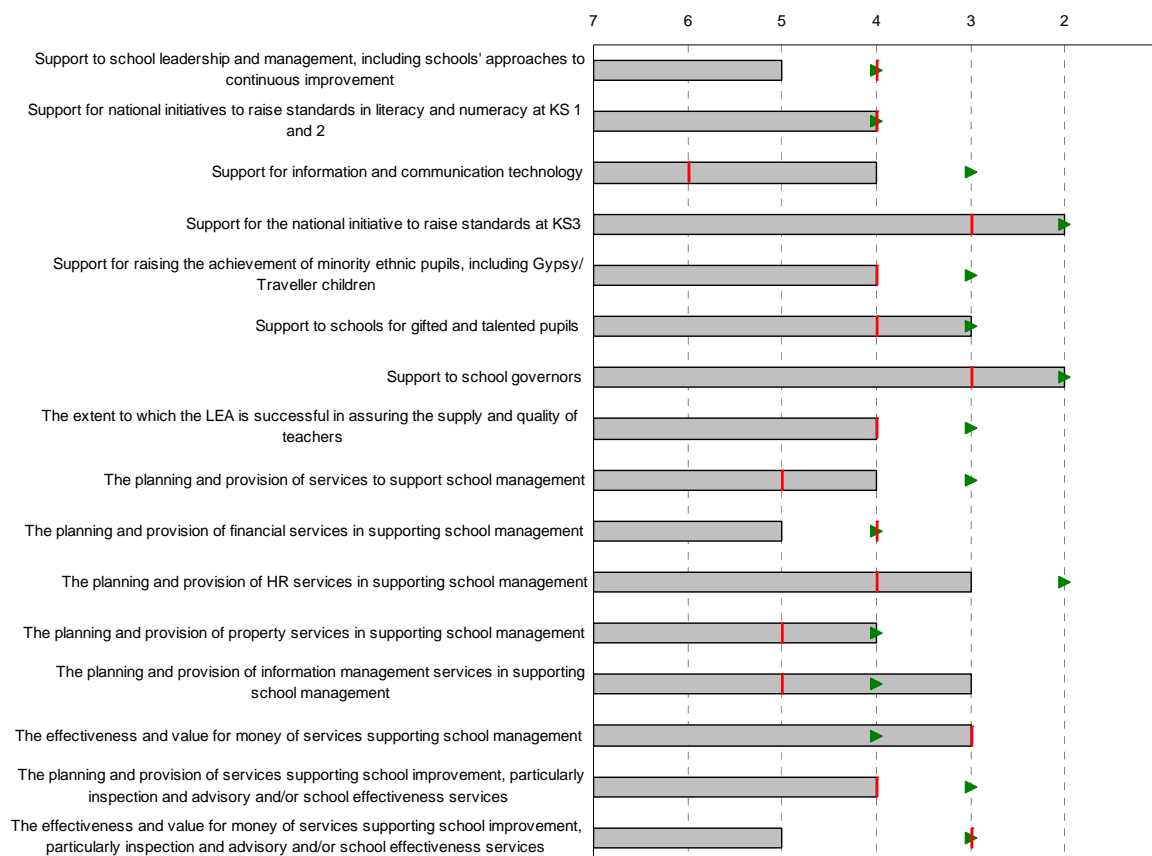 7 6 5 4 3 2
Support to school leadership and management, including schools' approaches to
continuous improvement
Support for national initiatives to raise standards in literacy and numeracy at KS 1
and 2
Support for information and communication technology
Support for the national initiative to raise standards at KS3
Support for raising the achievement of minority ethnic pupils, including Gypsy/
Traveller children
Support to schools for gifted and talented pupils
Support to school governors
The extent to which the LEA is successful in assuring the supply and quality of
teachers
The planning and provision of services to support school management
The planning and provision of financial services in supporting school management
The planning and provision of HR services in supporting school management
The planning and provision of property services in supporting school management
The planning and provision of information management services in supporting
school management
The effectiveness and value for money of services supporting school management
The planning and provision of services supporting school improvement, particularly
inspection and advisory and/or school effectiveness services
The effectiveness and value for money of services supporting school improvement,
particularly inspection and advisory and/or school effectiveness services